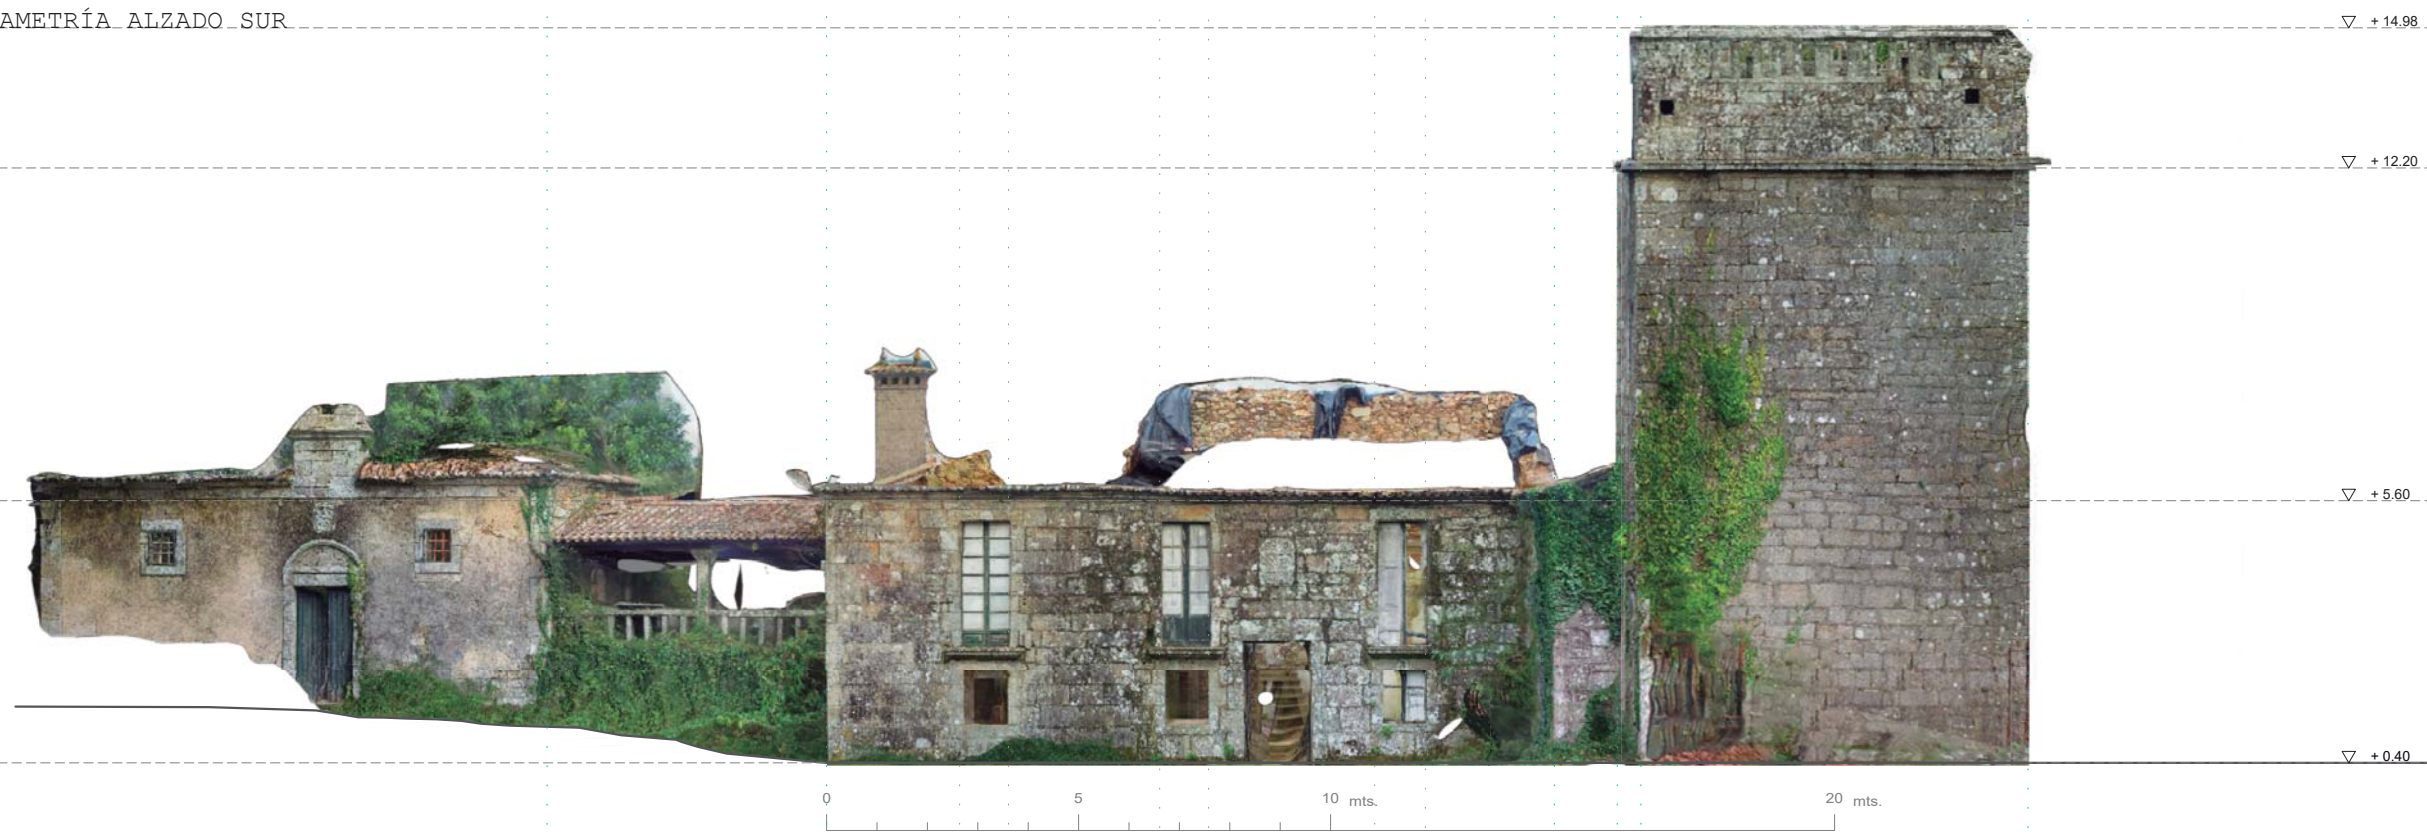 AMETRÍA ALZADO SUR
+ 14.98
+ 12.20
+ 5.60
+ 0.40
0 5 10 mts. 20 mts.